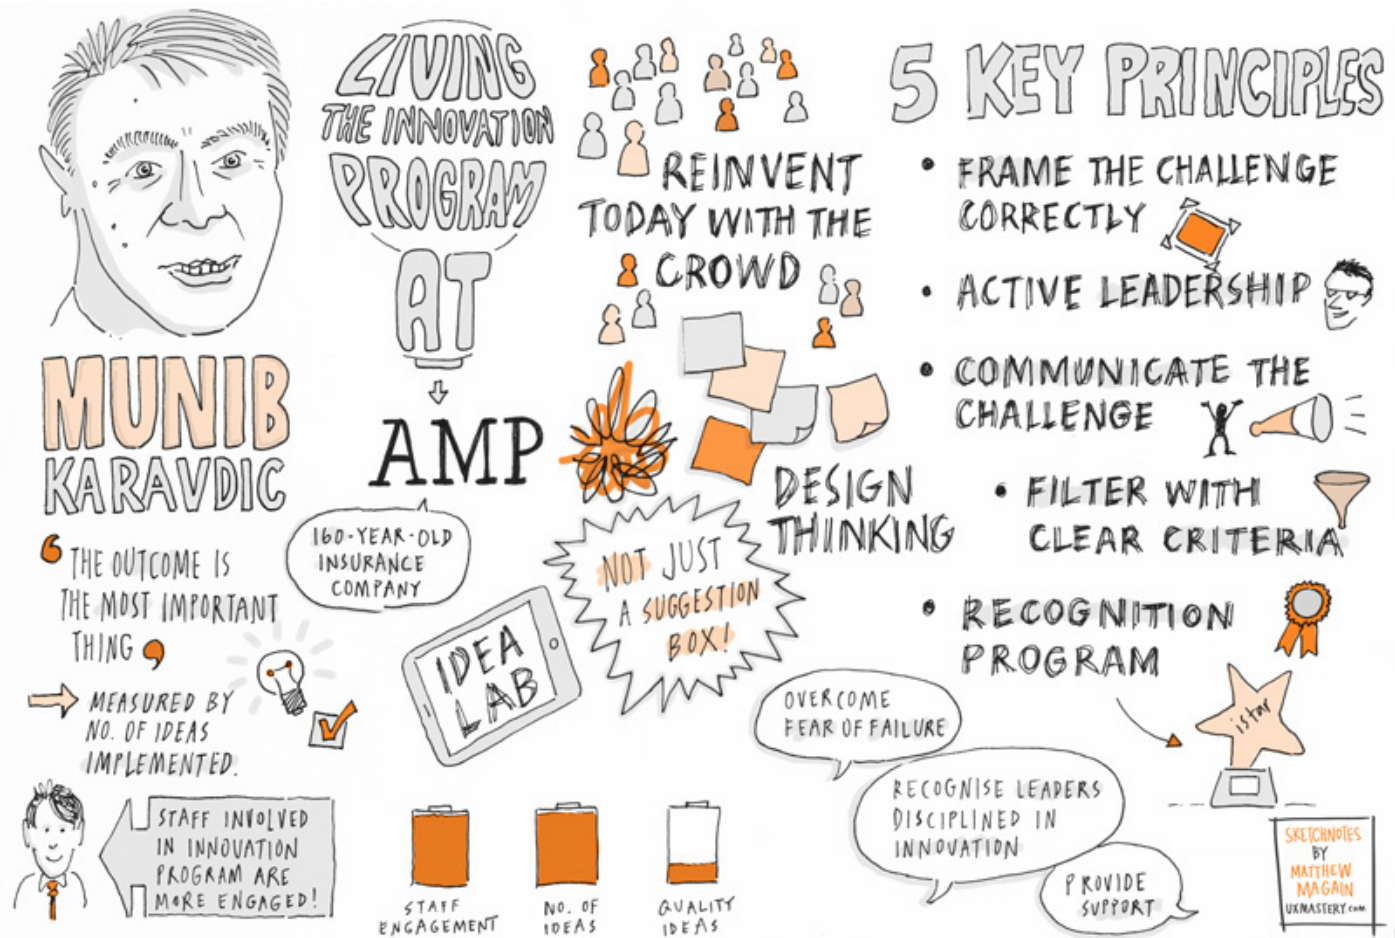 LIVING
THE INNOVATION
PROGRAM
AT
AMP
160-YEAR-OLD
INSURANCE
COMPANY
MUNIB
KARAVDIC
‘THE OUTCOME IS
THE MOST IMPORTANT
THING’
MEASURED BY
NO. OF IDEAS
IMPLEMENTED.
STAFF INVOLVED
IN INNOVATION
PROGRAM ARE
MORE ENGAGED!
REINVENT
TODAY WITH THE
CROWD
DESIGN
THINKING
NOT JUST
A SUGGESTION
BOX!
IDEA
LAB
STAFF
ENGAGEMENT
NO. OF
IDEAS
QUALITY
IDEAS
5 KEY PRINCIPLES
• FRAME THE CHALLENGE
CORRECTLY
• ACTIVE LEADERSHIP
• COMMUNICATE THE
CHALLENGE
• FILTER WITH
CLEAR CRITERIA
• RECOGNITION
PROGRAM
istar
OVERCOME
FEAR OF FAILURE
RECOGNISE LEADERS
DISCIPLINED IN
INNOVATION
PROVIDE
SUPPORT
SKETCHNOTES
BY
MATTHEW
MAGAIN
UXMASTERY.com